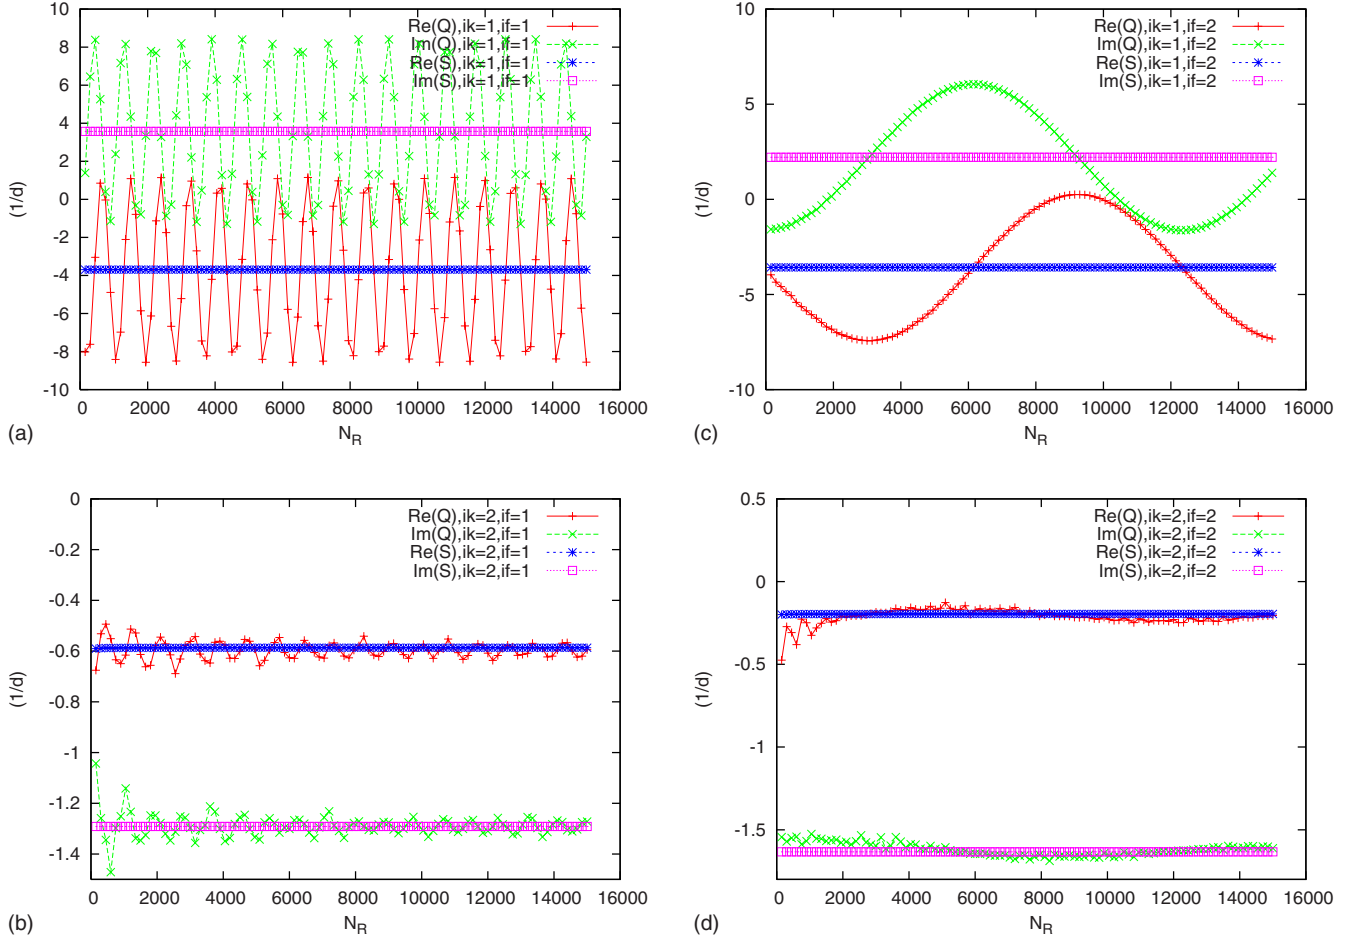 10
8
6
4
2
0
-2
-4
-6
-8
-10
(1/d)
0 2000 4000 6000 8000 10000 12000 14000 16000
N_R
Re(Q),ik=1,if=1
Im(Q),ik=1,if=1
Re(S),ik=1,if=1
Im(S),ik=1,if=1
(a)
10
5
0
-5
-10
(1/d)
0 2000 4000 6000 8000 10000 12000 14000 16000
N_R
Re(Q),ik=1,if=2
Im(Q),ik=1,if=2
Re(S),ik=1,if=2
Im(S),ik=1,if=2
(c)
0
-0.2
-0.4
-0.6
-0.8
-1
-1.2
-1.4
(1/d)
0 2000 4000 6000 8000 10000 12000 14000 16000
N_R
Re(Q),ik=2,if=1
Im(Q),ik=2,if=1
Re(S),ik=2,if=1
Im(S),ik=2,if=1
(b)
0.5
0
-0.5
-1
-1.5
(1/d)
0 2000 4000 6000 8000 10000 12000 14000 16000
N_R
Re(Q),ik=2,if=2
Im(Q),ik=2,if=2
Re(S),ik=2,if=2
Im(S),ik=2,if=2
(d)